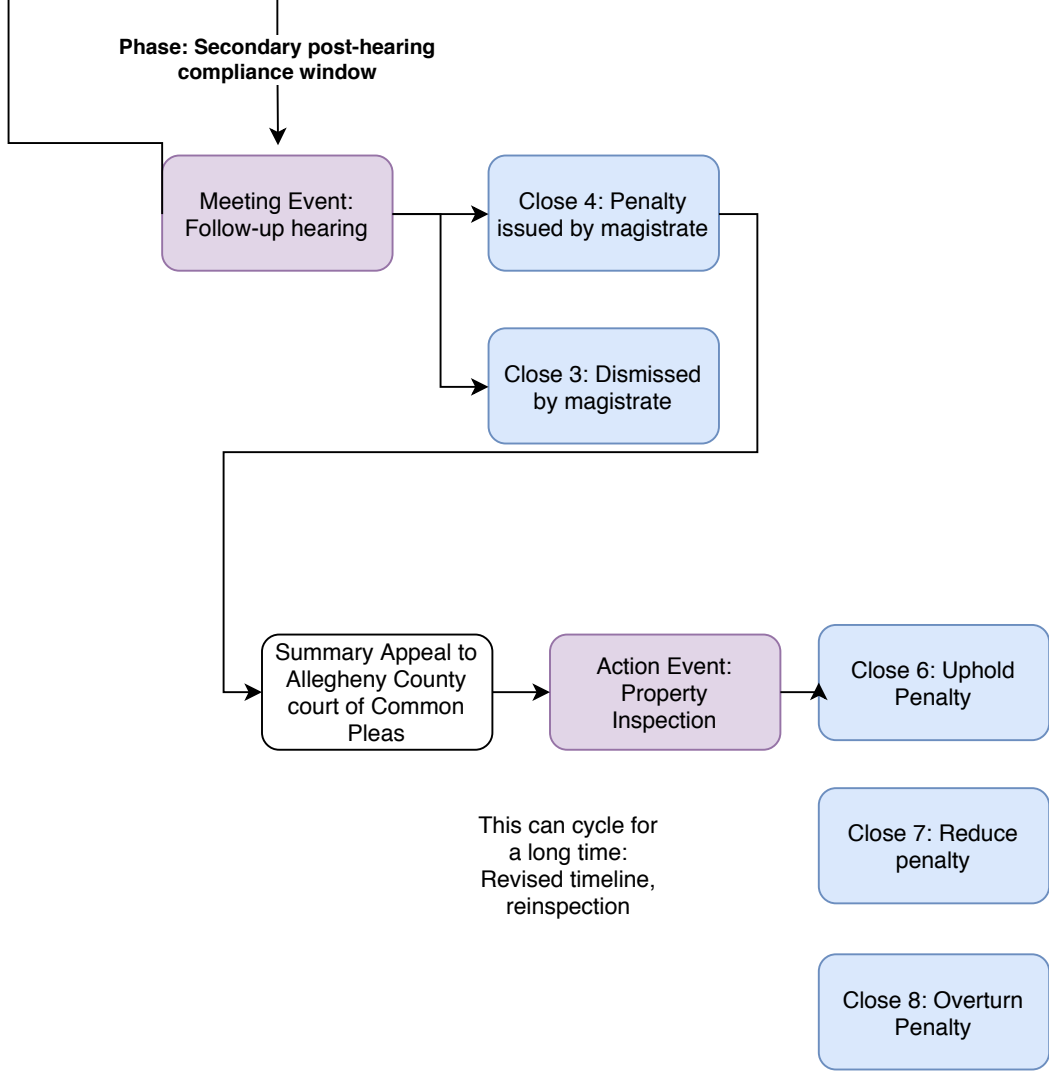 Phase: Secondary post-hearing
compliance window
Meeting Event:
Follow-up hearing
Close 4: Penalty
issued by magistrate
Close 3: Dismissed
by magistrate
Summary Appeal to
Allegheny County
court of Common
Pleas
Action Event:
Property
Inspection
Close 6: Uphold
Penalty
This can cycle for
a long time:
Revised timeline,
reinspection
Close 7: Reduce
penalty
Close 8: Overturn
Penalty